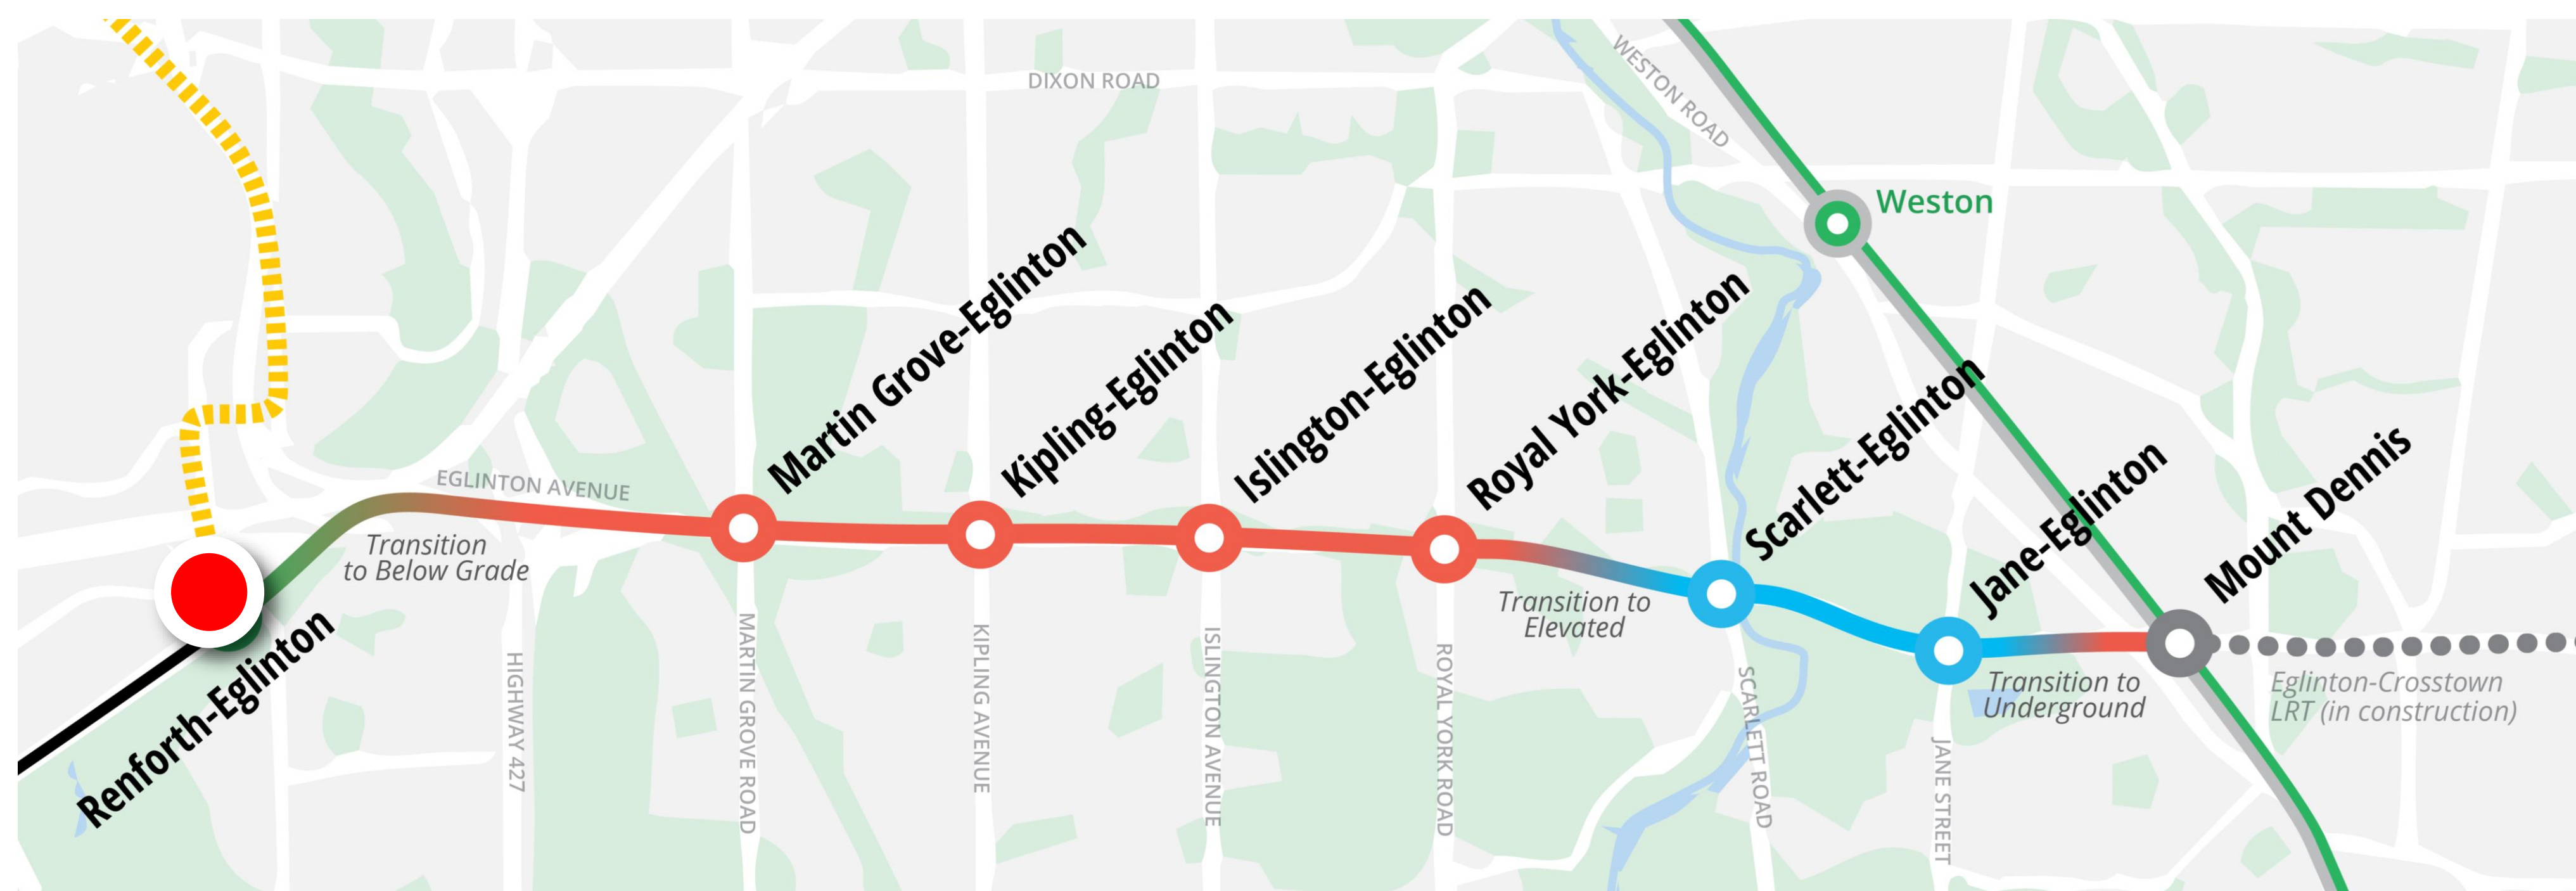 DIXON ROAD
WESTON ROAD
Weston
EGLINTON AVENUE
Martin Grove-Eglinton
Kipling-Eglinton
Islington-Eglinton
Royal York-Eglinton
Scarlett-Eglinton
Jane-Eglinton
Mount Dennis
Renforth-Eglinton
Transition
to Below Grade
Transition to
Elevated
Transition to
Underground
Eglinton-Crosstown
LRT (in construction)
HIGHWAY 427
MARTIN GROVE ROAD
KIPLING AVENUE
ISLINGTON AVENUE
ROYAL YORK ROAD
SCARLETT ROAD
JANE STREET